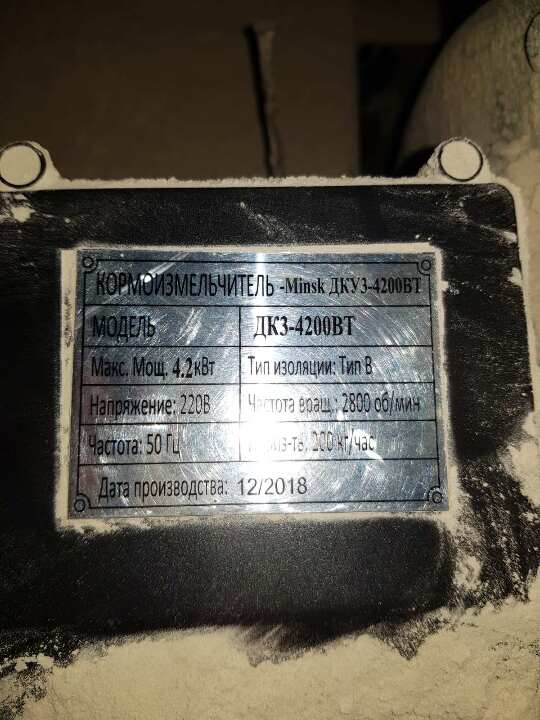 КОРМОИЗМЕЛЬЧИТЕЛЬ -Minsk ДКУЗ-4200ВТ
МОДЕЛЬ ДКЗ-4200ВТ
Макс. Мощ. 4.2кВт Тип изоляции: Тип В
Напряжение: 220В Частота вращ.: 2800 об/мин
Частота: 50 Гц 200 кг/час
Дата производства: 12/2018